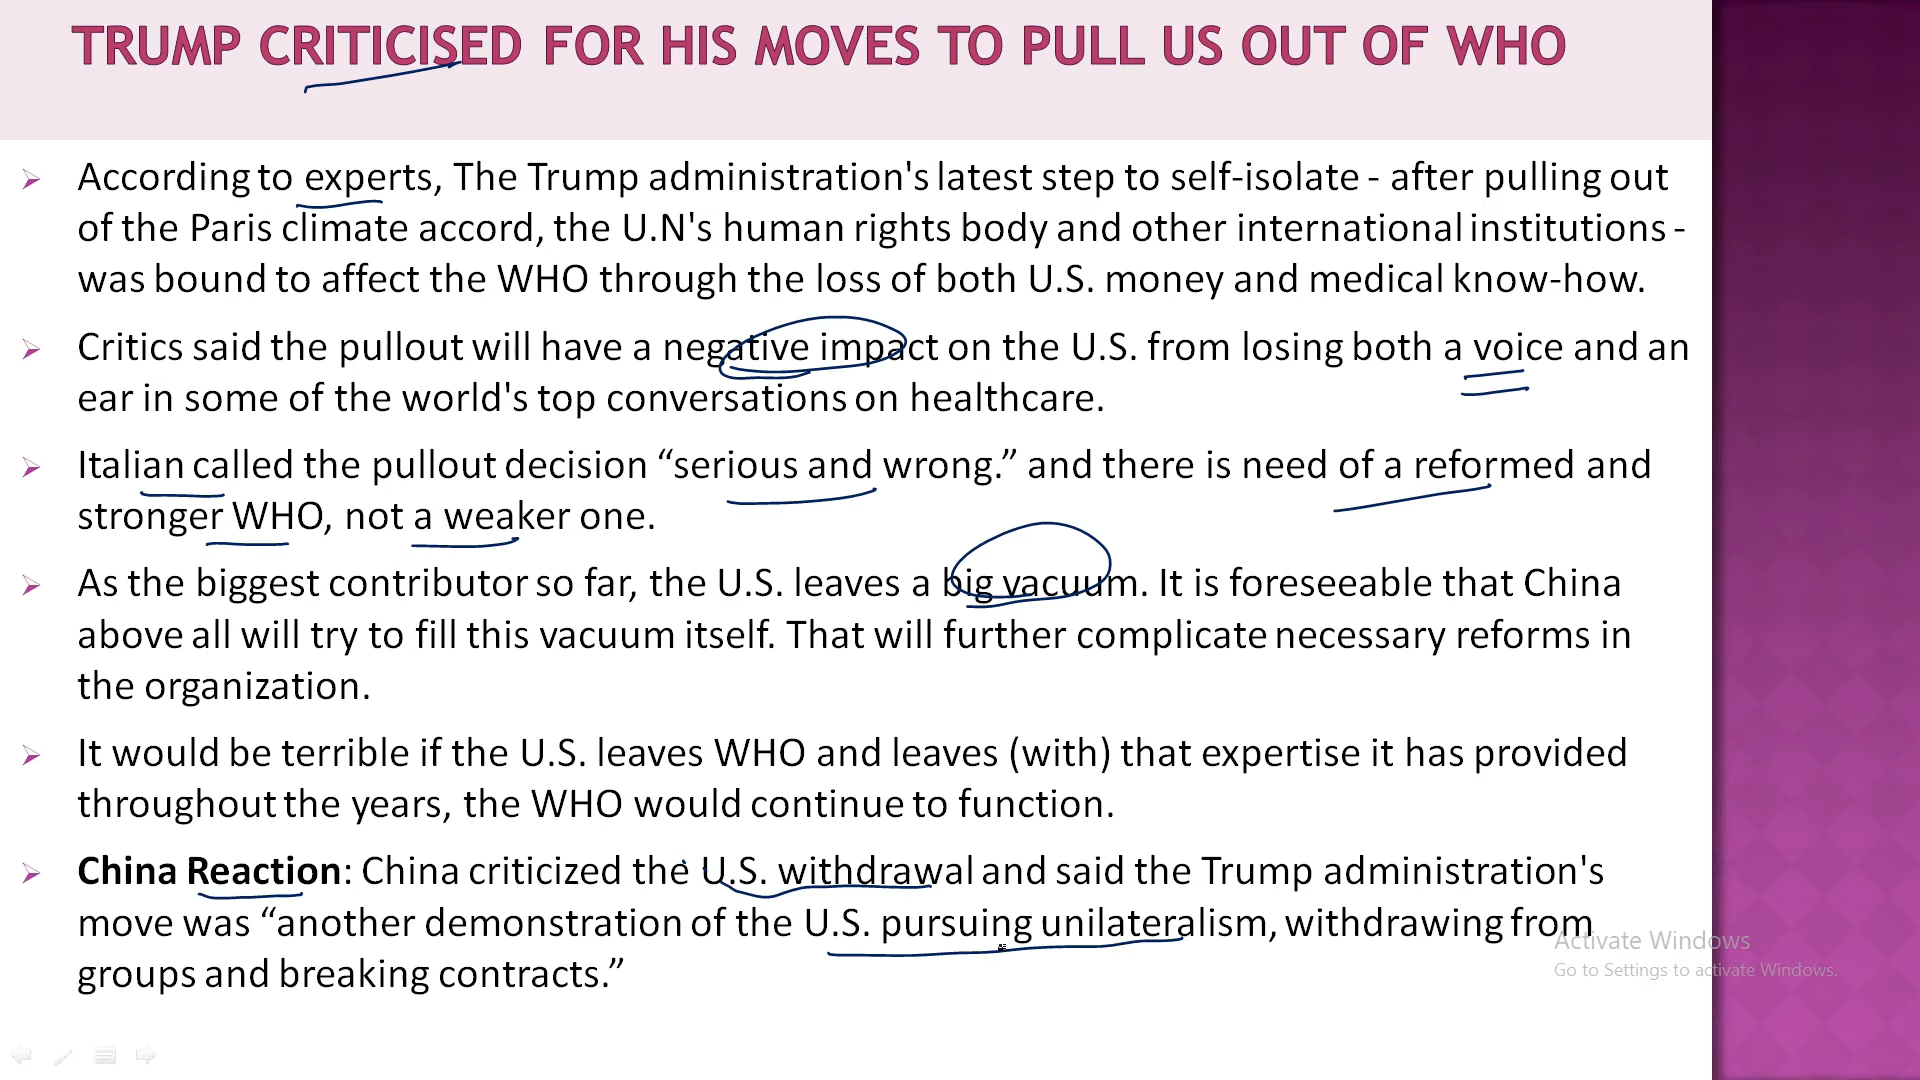 TRUMP CRITICISED FOR HIS MOVES TO PULL US OUT OF WHO
According to experts, The Trump administration's latest step to self-isolate - after pulling out
of the Paris climate accord, the U.N's human rights body and other international institutions -
was bound to affect the WHO through the loss of both U.S. money and medical know-how.
Critics said the pullout will have a negative impact on the U.S. from losing both a voice and an
ear in some of the world's top conversations on healthcare.
Italian called the pullout decision “serious and wrong.” and there is need of a reformed and
stronger WHO, not a weaker one.
As the biggest contributor so far, the U.S. leaves a big vacuum. It is foreseeable that China
above all will try to fill this vacuum itself. That will further complicate necessary reforms in
the organization.
It would be terrible if the U.S. leaves WHO and leaves (with) that expertise it has provided
throughout the years, the WHO would continue to function.
China Reaction: China criticized the U.S. withdrawal and said the Trump administration's
move was “another demonstration of the U.S. pursuing unilateralism, withdrawing from
groups and breaking contracts.”
Activate Windows
Go to Settings to activate Windows.